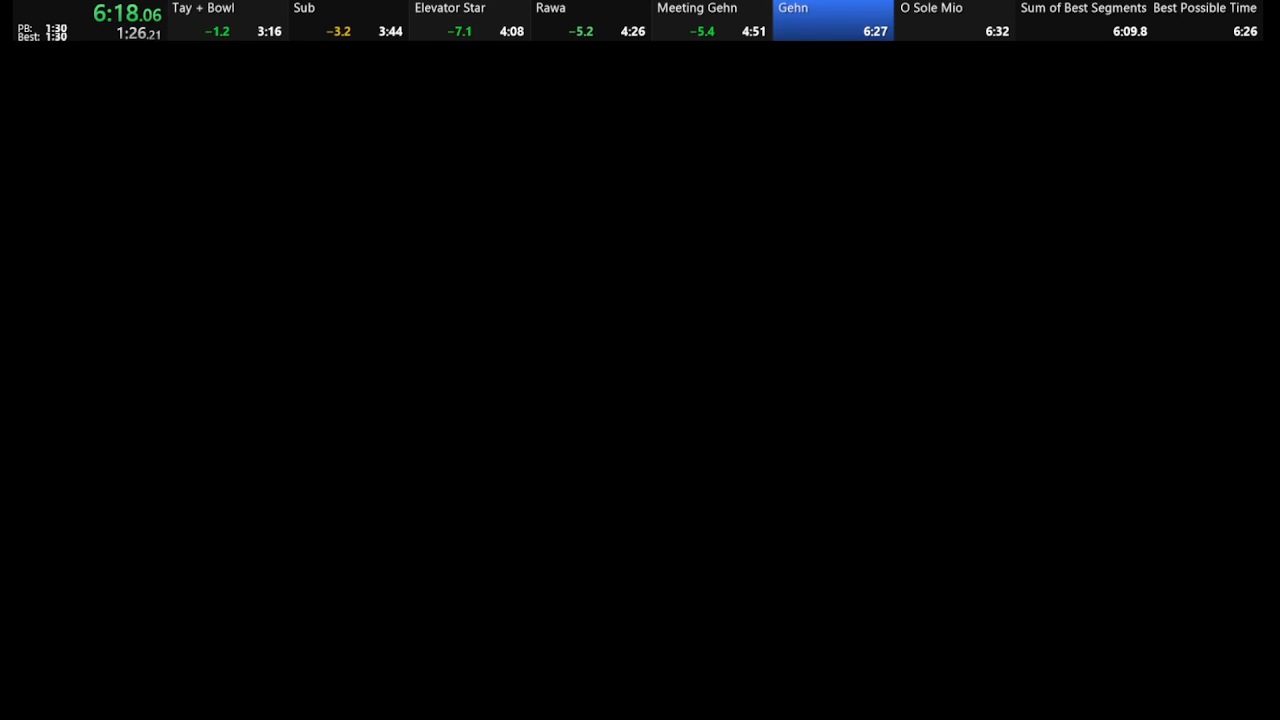 6:18.06
PB: 1:30
Best: 1:30
1:26.21
Tay + Bowl
−1.2 3:16
Sub
−3.2 3:44
Elevator Star
−7.1 4:08
Rawa
−5.2 4:26
Meeting Gehn
−5.4 4:51
Gehn
6:27
O Sole Mio
6:32
Sum of Best Segments
6:09.8
Best Possible Time
6:26